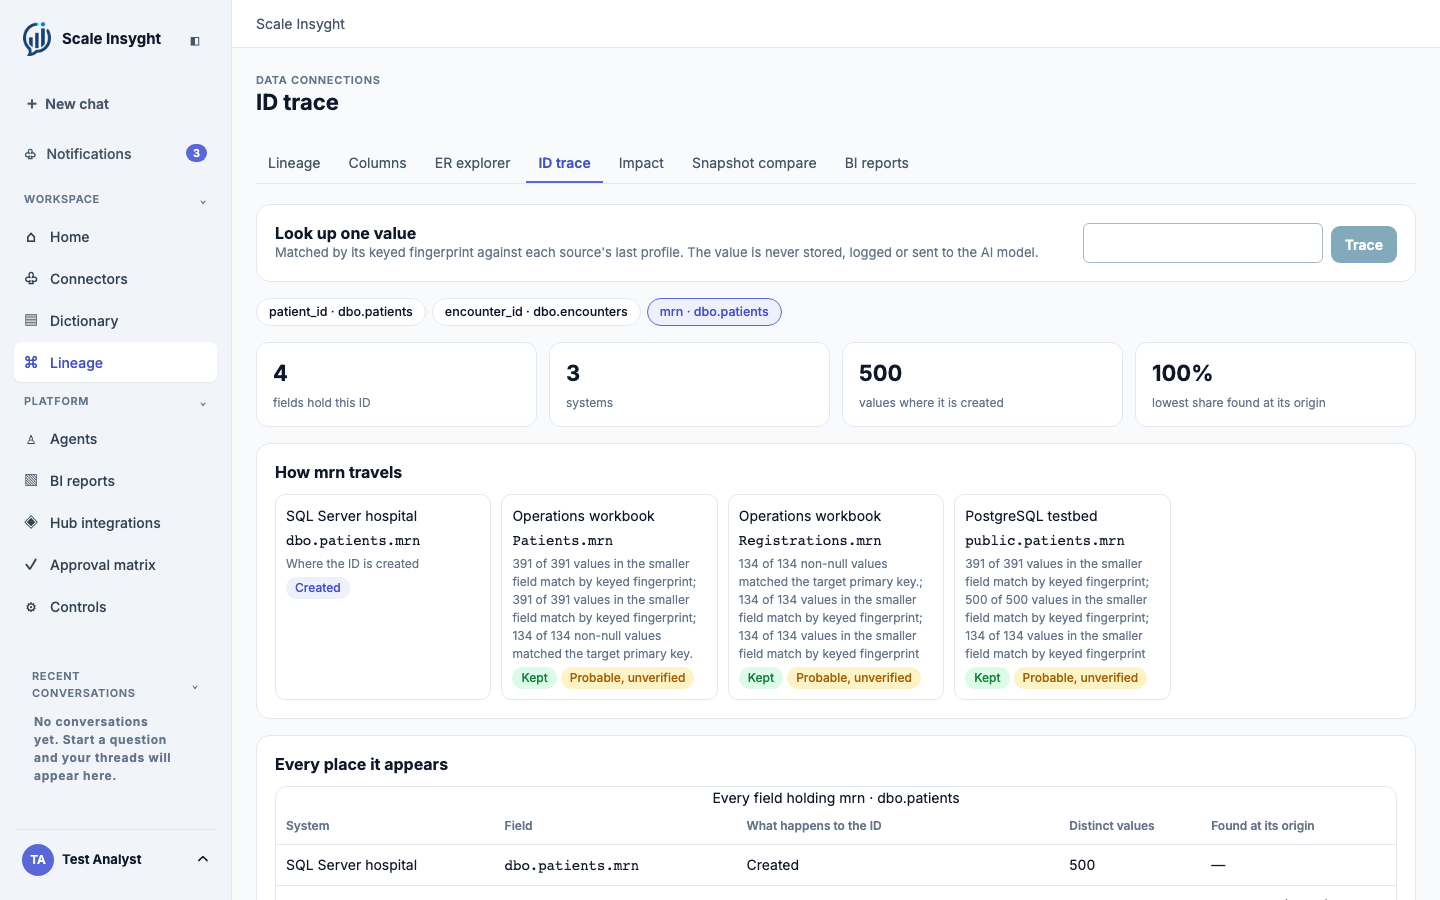 Scale Insyght
Scale Insyght
+ New chat
Notifications 3
WORKSPACE
Home
Connectors
Dictionary
Lineage
PLATFORM
Agents
BI reports
Hub integrations
Approval matrix
Controls
RECENT
CONVERSATIONS
No conversations
yet. Start a question
and your threads will
appear here.
TA Test Analyst
DATA CONNECTIONS
ID trace
Lineage Columns ER explorer ID trace Impact Snapshot compare BI reports
Look up one value
Matched by its keyed fingerprint against each source's last profile. The value is never stored, logged or sent to the AI model.
Trace
patient_id · dbo.patients encounter_id · dbo.encounters mrn · dbo.patients
4
fields hold this ID
3
systems
500
values where it is created
100%
lowest share found at its origin
How mrn travels
SQL Server hospital
dbo.patients.mrn
Where the ID is created
Created
Operations workbook
Patients.mrn
391 of 391 values in the smaller
field match by keyed fingerprint;
391 of 391 values in the smaller
field match by keyed fingerprint;
134 of 134 non-null values
matched the target primary key.
Kept Probable, unverified
Operations workbook
Registrations.mrn
134 of 134 non-null values
matched the target primary key.;
134 of 134 values in the smaller
field match by keyed fingerprint;
134 of 134 values in the smaller
field match by keyed fingerprint
Kept Probable, unverified
PostgreSQL testbed
public.patients.mrn
391 of 391 values in the smaller
field match by keyed fingerprint;
500 of 500 values in the smaller
field match by keyed fingerprint;
134 of 134 values in the smaller
field match by keyed fingerprint
Kept Probable, unverified
Every place it appears
Every field holding mrn · dbo.patients
System Field What happens to the ID Distinct values Found at its origin
SQL Server hospital dbo.patients.mrn Created 500 —